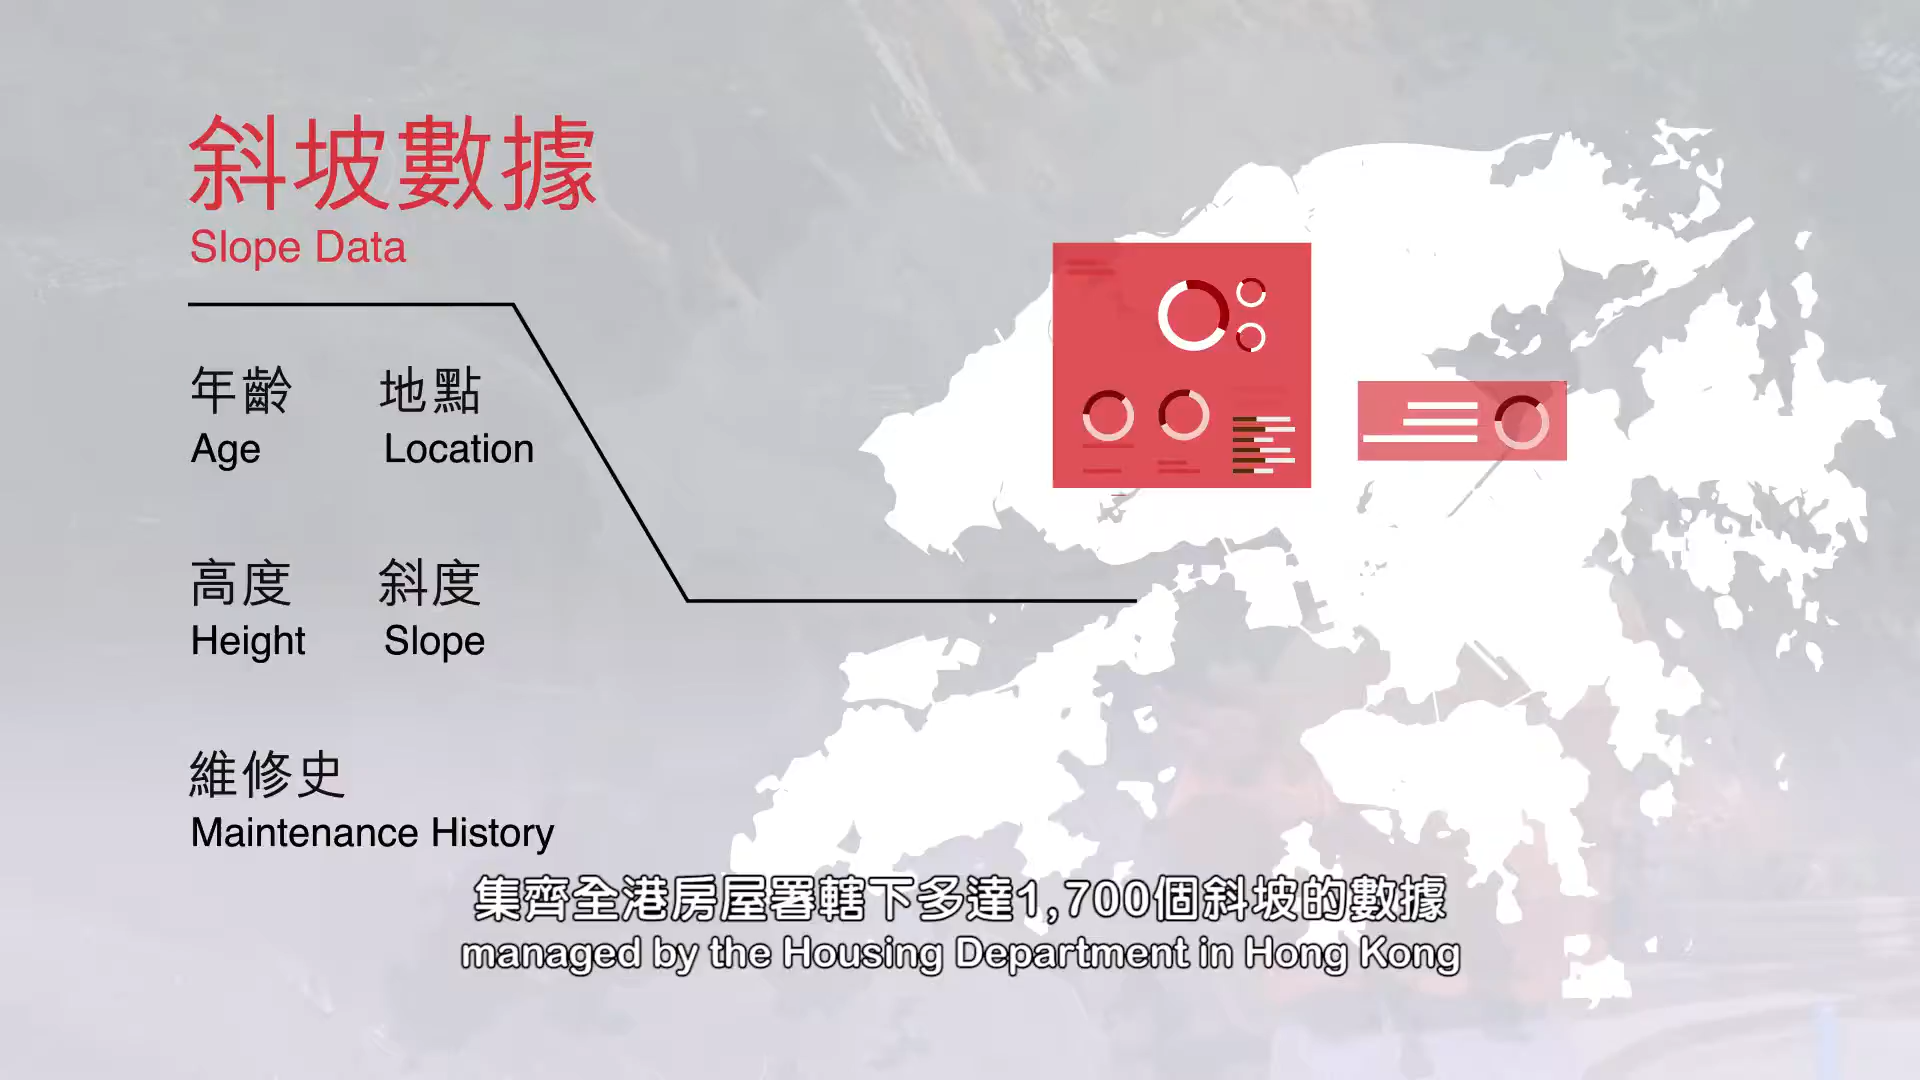 斜坡數據
Slope Data
年齡 地點
Age Location
高度 斜度
Height Slope
維修史
Maintenance History
集齊全港房屋署轄下多達1,700個斜坡的數據
managed by the Housing Department in Hong Kong